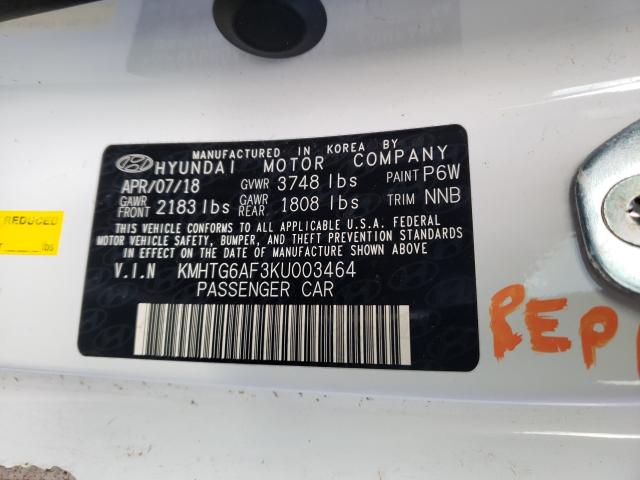 MANUFACTURED IN KOREA BY
HYUNDAI MOTOR COMPANY
APR/07/18 GVWR 3748 lbs PAINT P6W
GAWR FRONT 2183 lbs GAWR REAR 1808 lbs TRIM NNB
THIS VEHICLE CONFORMS TO ALL APPLICABLE U.S.A. FEDERAL
MOTOR VEHICLE SAFETY, BUMPER, AND THEFT PREVENTION STANDARDS
IN EFFECT ON THE DATE OF MANUFACTURE SHOWN ABOVE
V.I.N KMHTG6AF3KU003464
PASSENGER CAR
REDUCED
lbs
REP